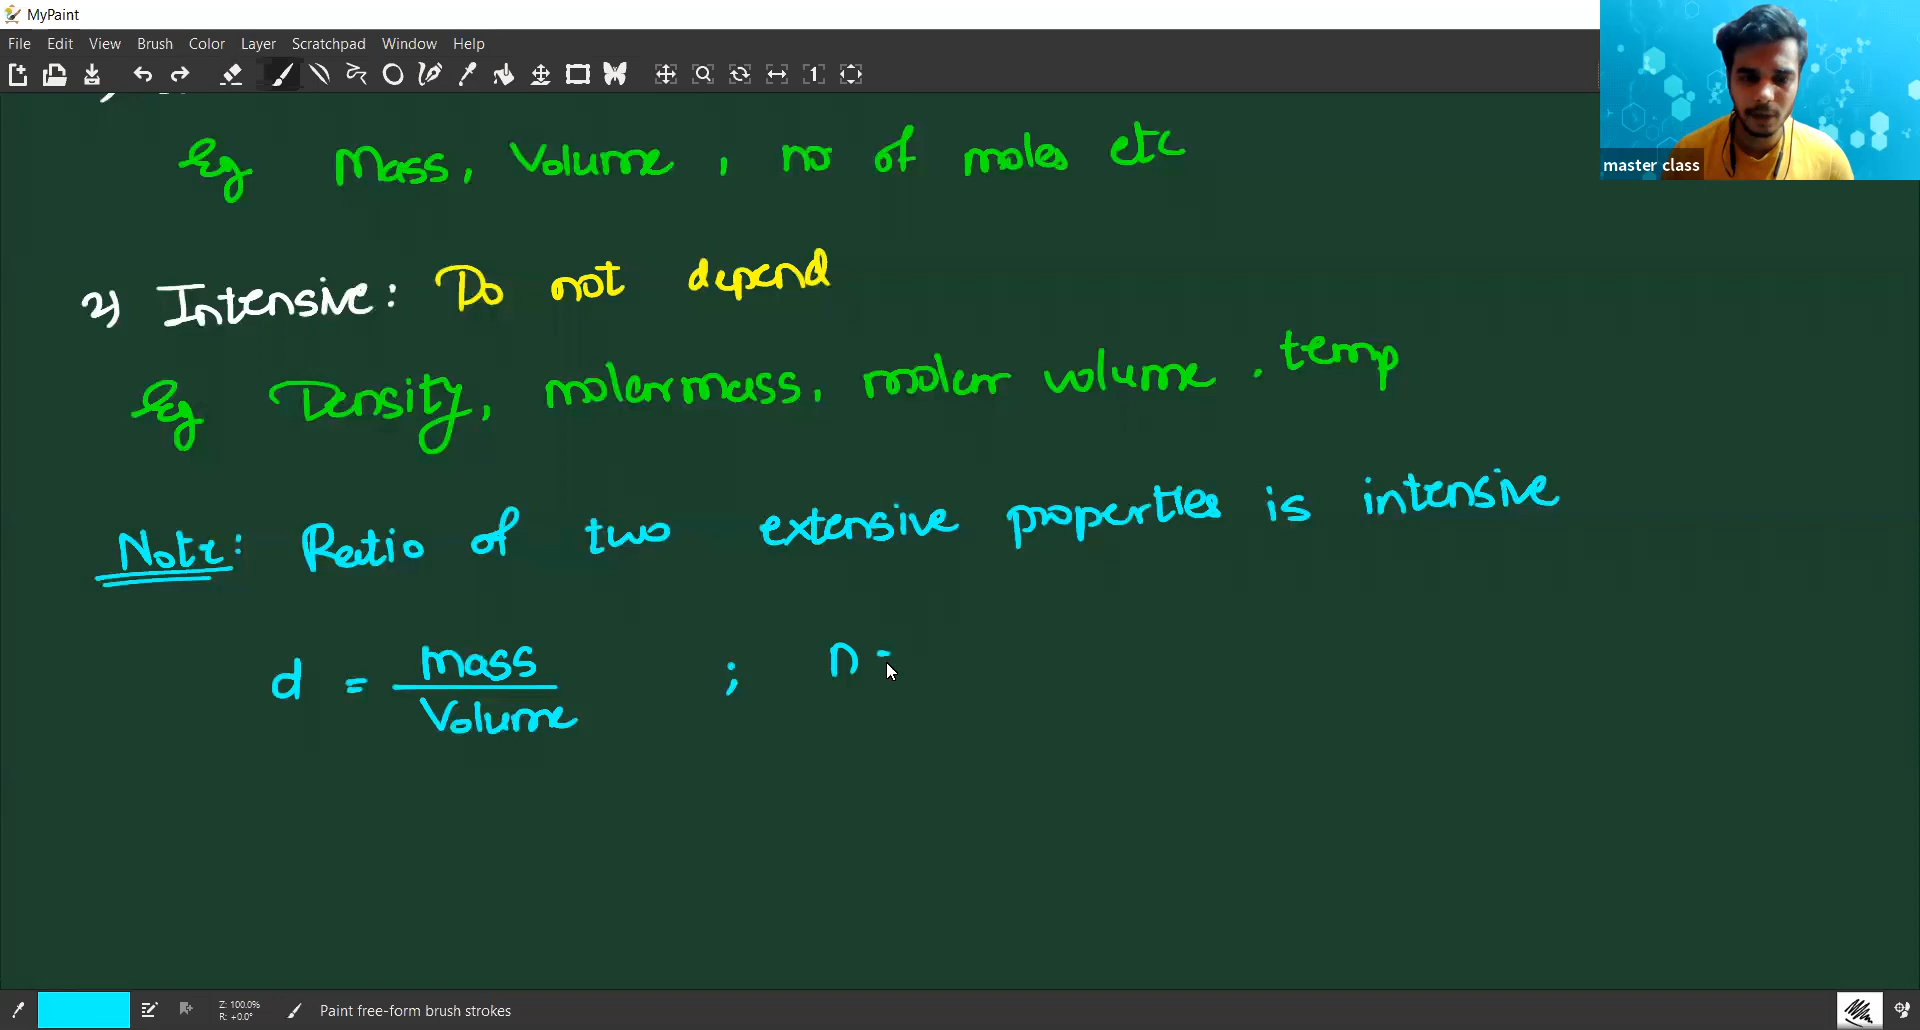 MyPaint
File Edit View Brush Color Layer Scratchpad Window Help
master class
Eg Mass, Volume, no of moles etc
2) Intensive: Do not depend
Eg Density, molar mass, molar volume. temp
Note: Ratio of two extensive properties is intensive
d = mass / Volume ; n =
Z: 100.0%
R: +0.0°
Paint free-form brush strokes